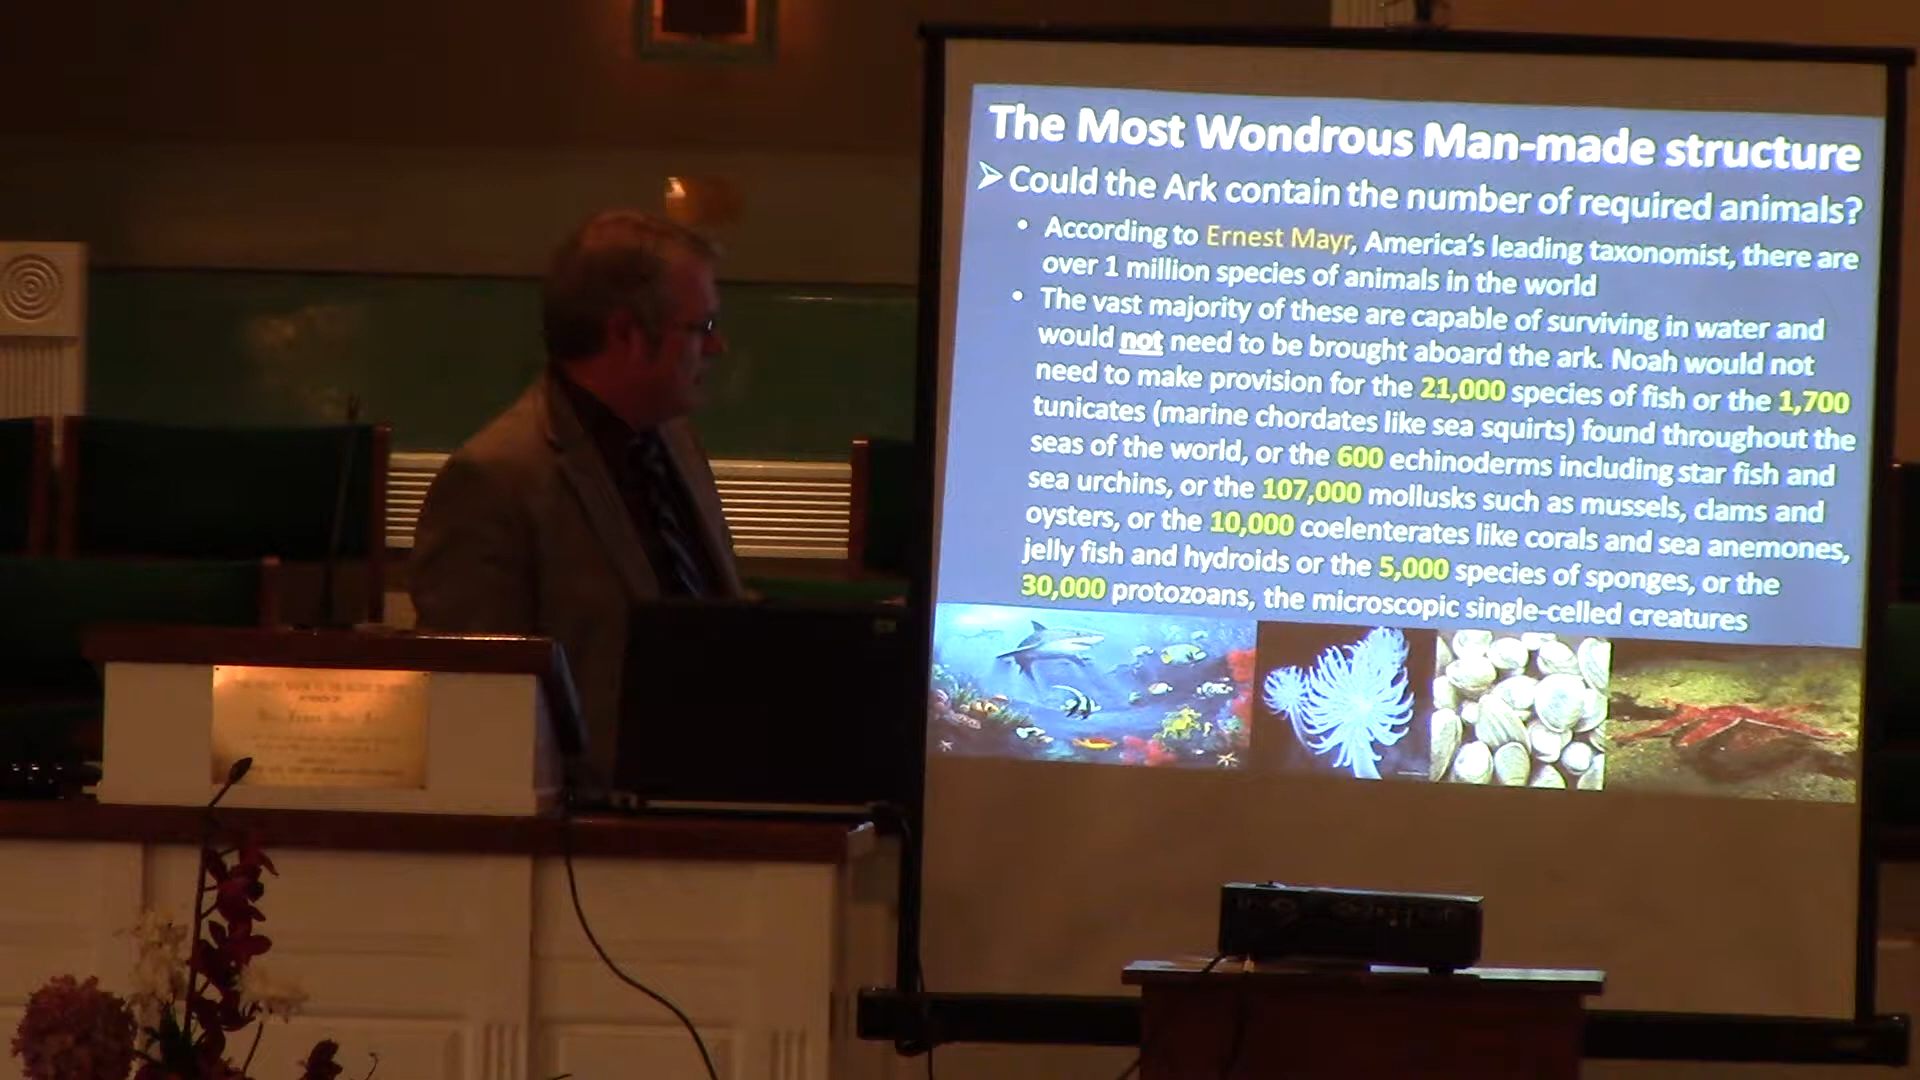 The Most Wondrous Man-made structure
Could the Ark contain the number of required animals?
• According to Ernest Mayr, America's leading taxonomist, there are
over 1 million species of animals in the world
• The vast majority of these are capable of surviving in water and
would not need to be brought aboard the ark. Noah would not
need to make provision for the 21,000 species of fish or the 1,700
tunicates (marine chordates like sea squirts) found throughout the
seas of the world, or the 600 echinoderms including star fish and
sea urchins, or the 107,000 mollusks such as mussels, clams and
oysters, or the 10,000 coelenterates like corals and sea anemones,
jelly fish and hydroids or the 5,000 species of sponges, or the
30,000 protozoans, the microscopic single-celled creatures